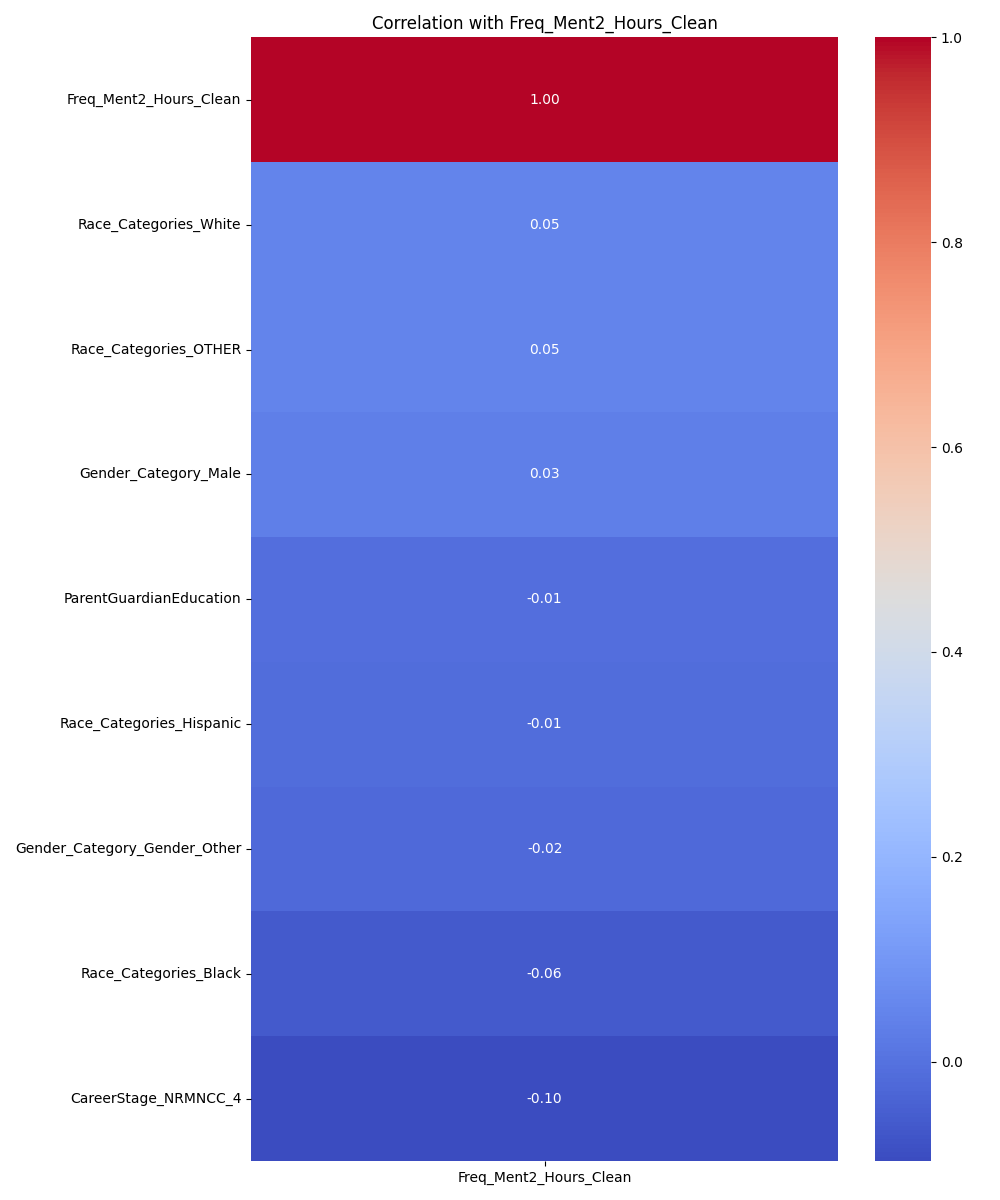 Correlation with Freq_Ment2_Hours_Clean
Freq_Ment2_Hours_Clean 1.00
Race_Categories_White 0.05
Race_Categories_OTHER 0.05
Gender_Category_Male 0.03
ParentGuardianEducation -0.01
Race_Categories_Hispanic -0.01
Gender_Category_Gender_Other -0.02
Race_Categories_Black -0.06
CareerStage_NRMNCC_4 -0.10
Freq_Ment2_Hours_Clean
1.0
0.8
0.6
0.4
0.2
0.0